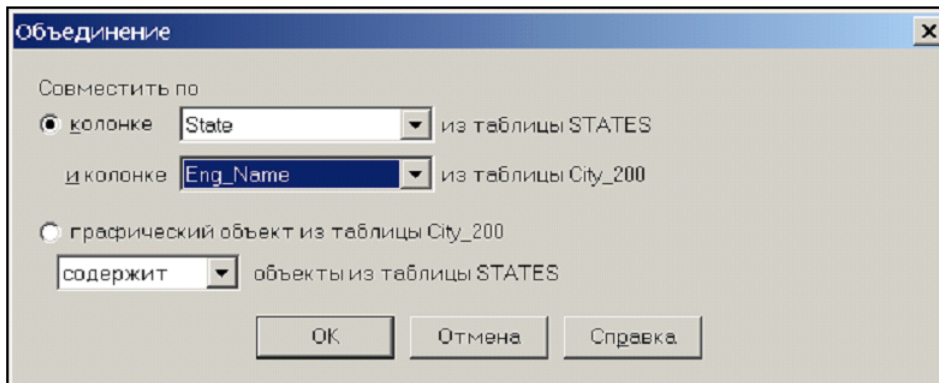 Объединение
Совместить по
колонке State из таблицы STATES
и колонке Eng_Name из таблицы City_200
графический объект из таблицы City_200
содержит объекты из таблицы STATES
OK Отмена Справка